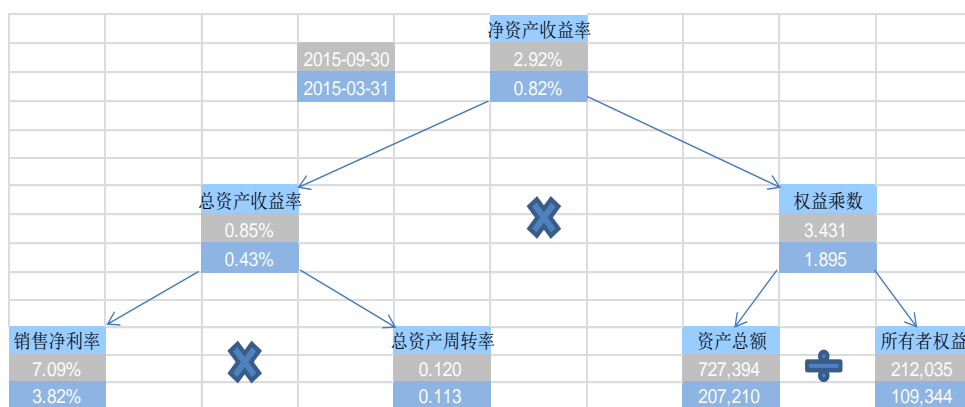 净资产收益率
2015-09-30
2.92%
2015-03-31
0.82%
总资产收益率
权益乘数
0.85%
3.431
0.43%
1.895
销售净利率
总资产周转率
资产总额
所有者权益
7.09%
0.120
727,394
212,035
3.82%
0.113
207,210
109,344